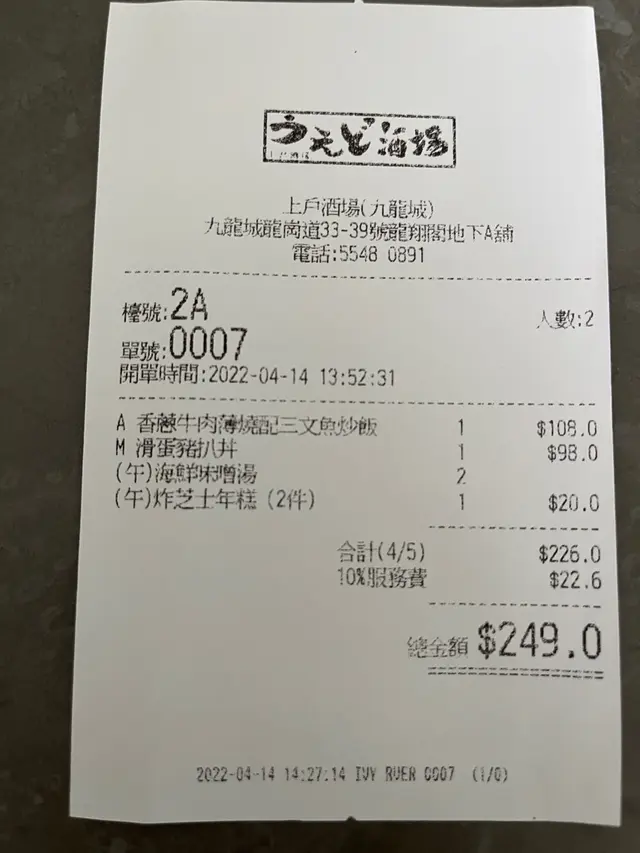 うえど酒場
上戶酒場
上戶酒場(九龍城)
九龍城龍崗道33-39號龍翔閣地下A舖
電話:5548 0891
檯號:2A
人數:2
單號:0007
開單時間:2022-04-14 13:52:31
A 香蔥牛肉薄燒配三文魚炒飯 1 $108.0
M 滑蛋豬扒丼 1 $98.0
(午)海鮮味噌湯 2
(午)炸芝士年糕 (2件) 1 $20.0
合計(4/5) $226.0
10%服務費 $22.6
總金額 $249.0
2022-04-14 14:27:14 IVY RVER 0007 (1/0)